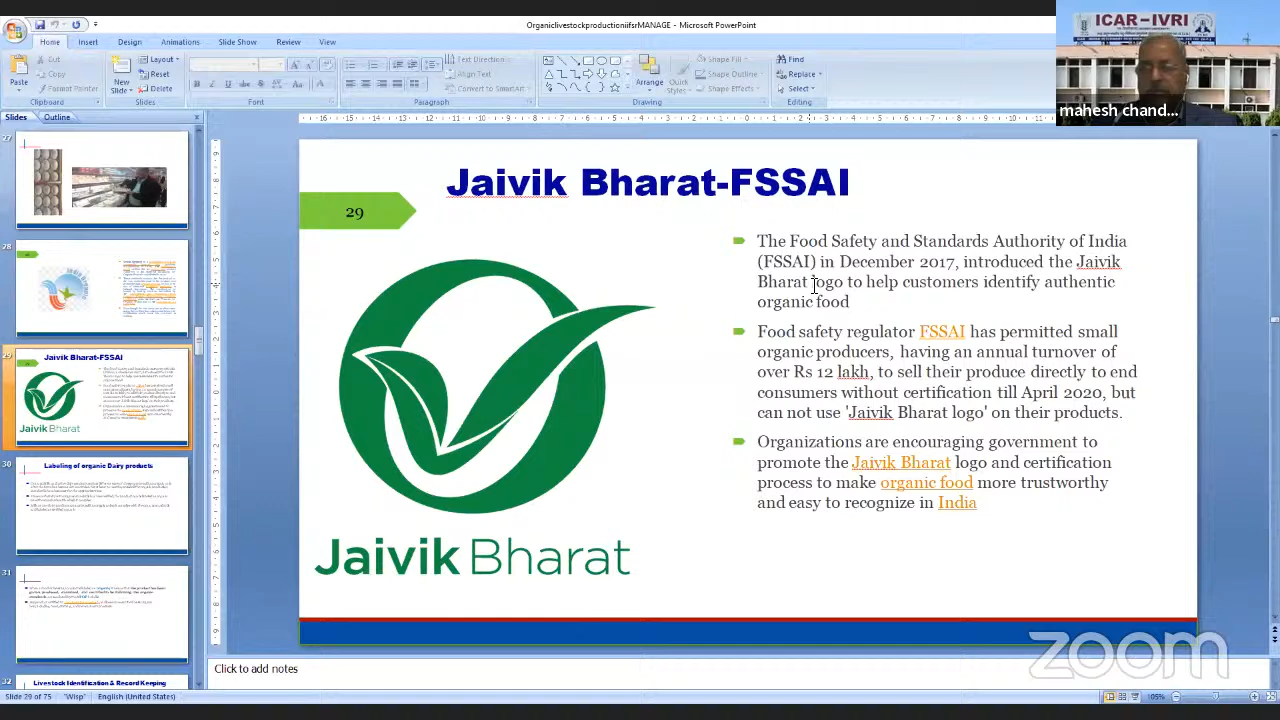 OrganiclivestockproductioniifsrMANAGE - Microsoft PowerPoint
Home Insert Design Animations Slide Show Review View
Paste
Cut
Copy
Format Painter
Clipboard
New
Slide
Layout
Reset
Delete
Slides
Font
Paragraph
Text Direction
Align Text
Convert to SmartArt
Arrange
Quick
Styles
Shape Fill
Shape Outline
Shape Effects
Drawing
Find
Replace
Select
Editing
ICAR-IVRI
mahesh chand...
Slides Outline
27
28
29
Jaivik Bharat-FSSAI
Jaivik Bharat
30
Labeling of organic Dairy products
31
32
Livestock Identification & Record Keeping
Jaivik Bharat-FSSAI
29
The Food Safety and Standards Authority of India
(FSSAI) in December 2017, introduced the Jaivik
Bharat logo to help customers identify authentic
organic food
Food safety regulator FSSAI has permitted small
organic producers, having an annual turnover of
over Rs 12 lakh, to sell their produce directly to end
consumer without certification till April 2020, but
can not use 'Jaivik Bharat logo' on their products.
Organizations are encouraging government to
promote the Jaivik Bharat logo and certification
process to make organic food more trustworthy
and easy to recognize in India
Jaivik Bharat
zoom
Click to add notes
Slide 29 of 75 "Wisp" English (United States)
105%